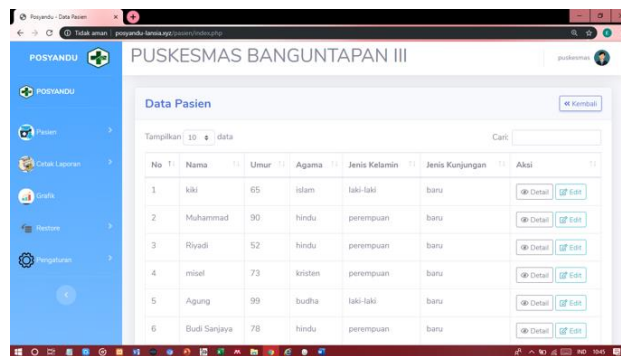 Posyandu - Data Pasien
Tidak aman | posyandu-lansia.xyz/pasien/index.php
POSYANDU
PUSKESMAS BANGUNTAPAN III
puskesmas
POSYANDU
Pasien
Cetak Laporan
Grafik
Restore
Pengaturan
Data Pasien
Kembali
Tampilkan 10 data
Cari:
No Nama Umur Agama Jenis Kelamin Jenis Kunjungan Aksi
1 kiki 65 islam laki-laki baru Detail Edit
2 Muhammad 90 hindu perempuan baru Detail Edit
3 Riyadi 52 hindu perempuan baru Detail Edit
4 misel 73 kristen perempuan baru Detail Edit
5 Agung 99 budha laki-laki baru Detail Edit
6 Budi Sanjaya 78 hindu perempuan baru Detail Edit
IND 10:45